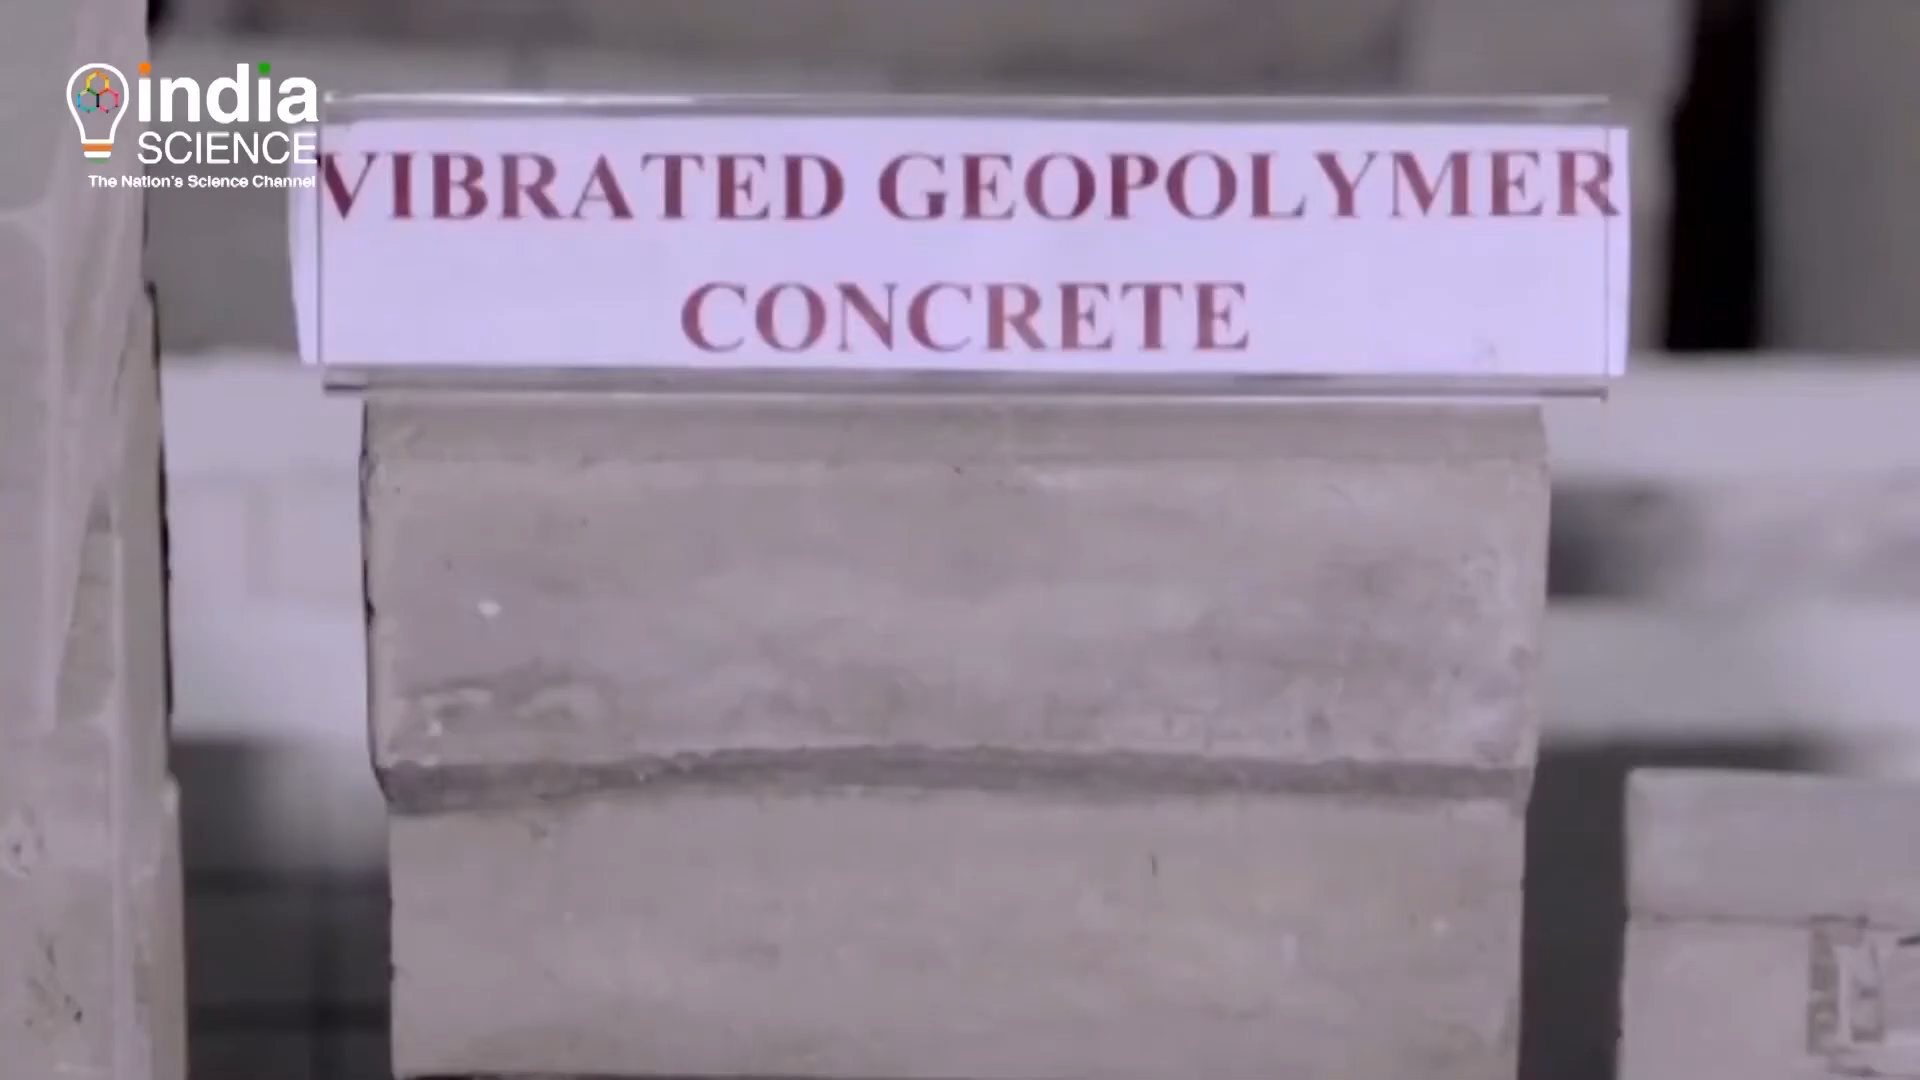 india
SCIENCE
The Nation's Science Channel
VIBRATED GEOPOLYMER
CONCRETE